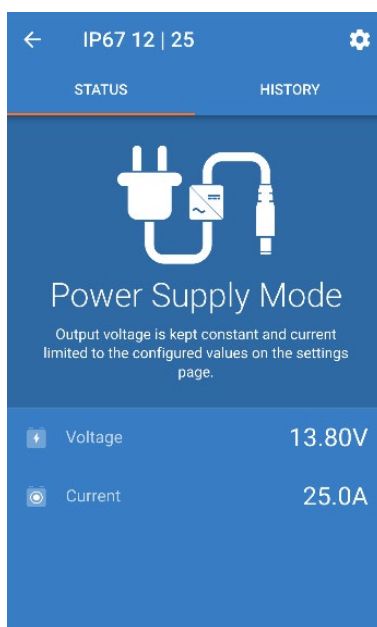 IP67 12 | 25
STATUS HISTORY
Power Supply Mode
Output voltage is kept constant and current
limited to the configured values on the settings
page.
Voltage 13.80V
Current 25.0A